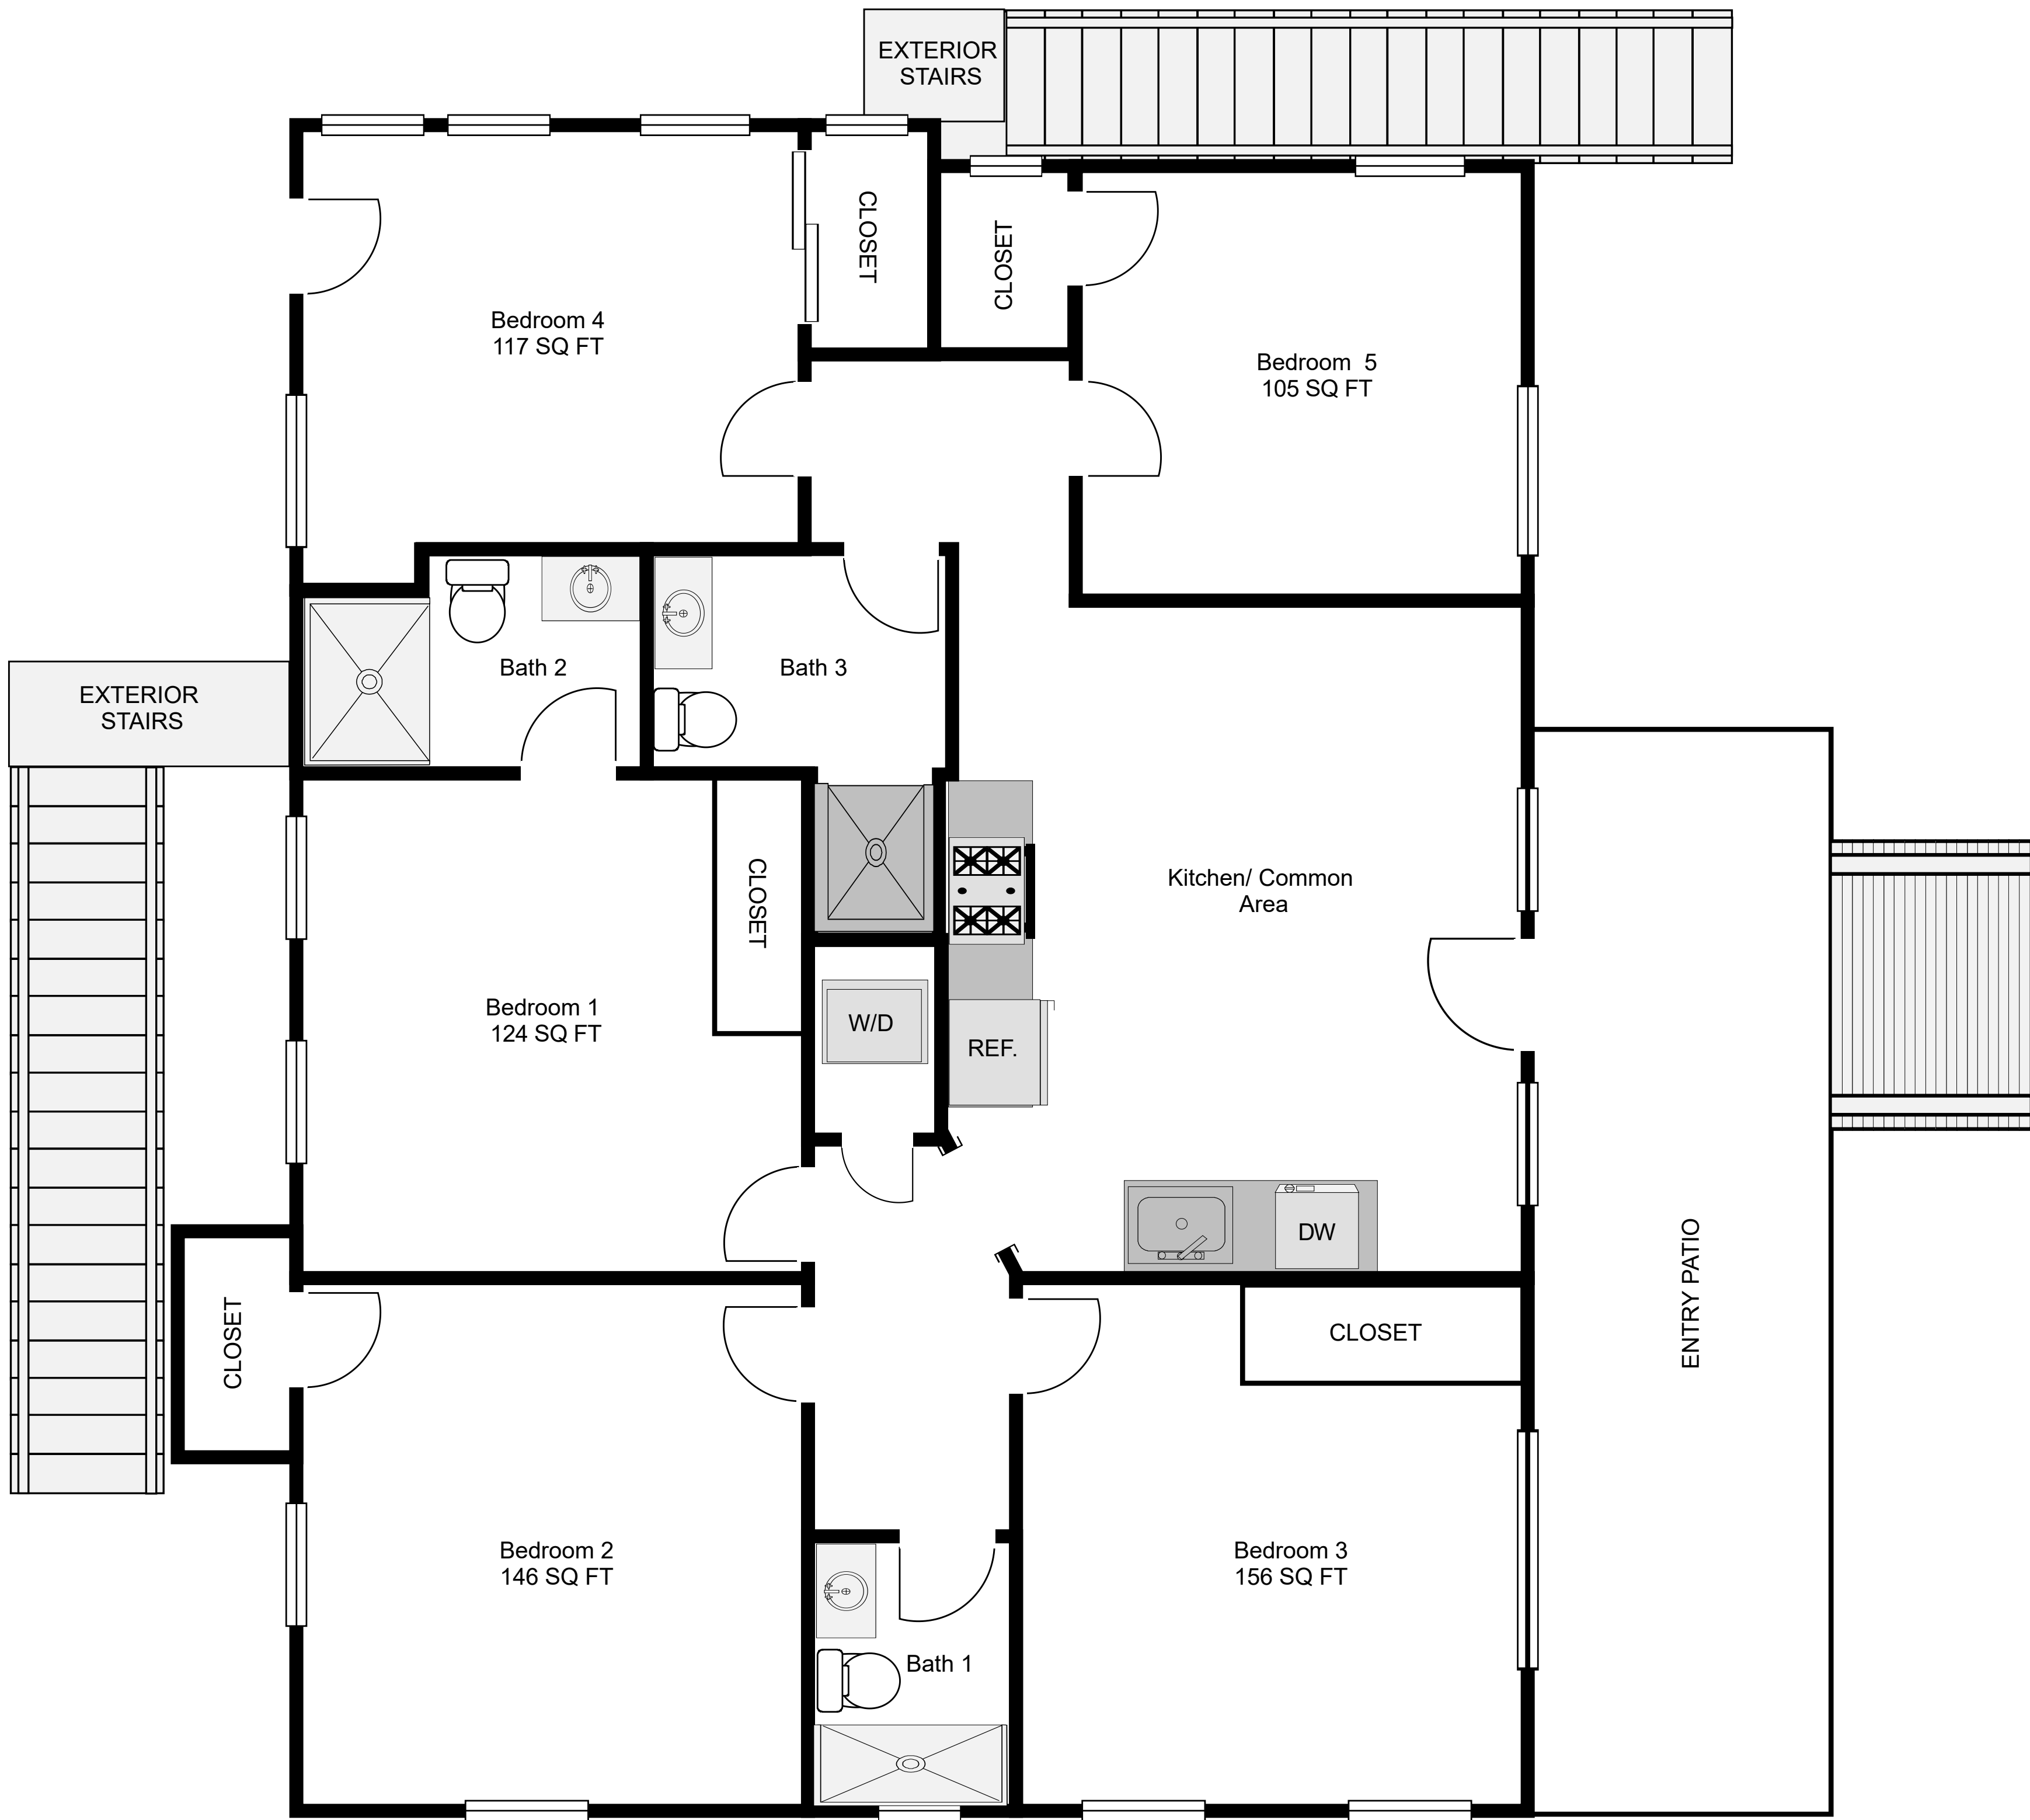 EXTERIOR
STAIRS
CLOSET
CLOSET
Bedroom 4
117 SQ FT
Bedroom 5
105 SQ FT
Bath 2
Bath 3
EXTERIOR
STAIRS
Kitchen/ Common
Area
CLOSET
Bedroom 1
124 SQ FT
W/D
REF.
DW
ENTRY PATIO
CLOSET
CLOSET
Bedroom 2
146 SQ FT
Bedroom 3
156 SQ FT
Bath 1